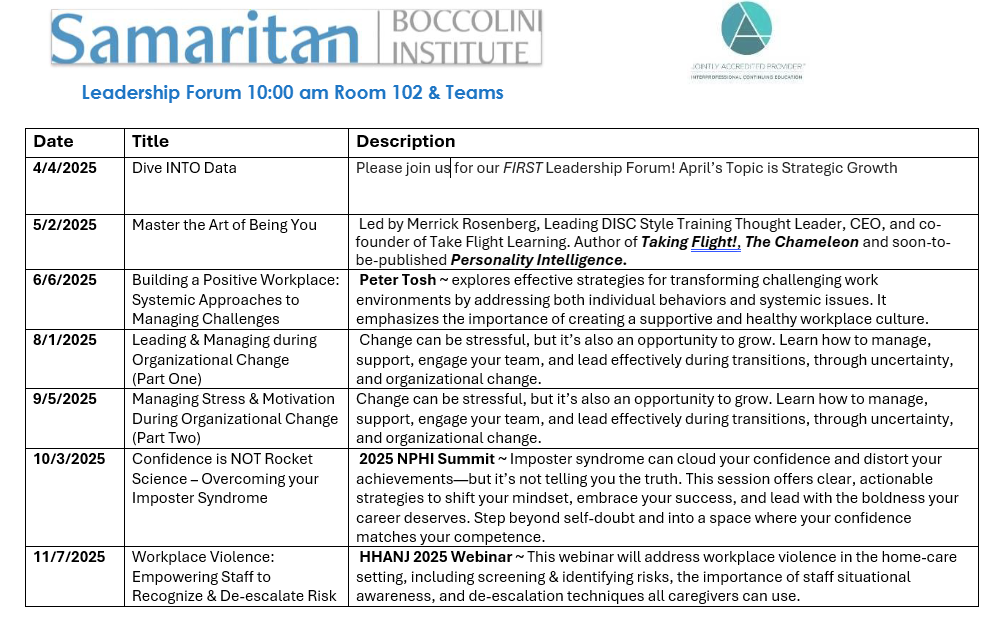 Samaritan BOCCOLINI
INSTITUTE
JOINTLY ACCREDITED PROVIDER™
INTERPROFESSIONAL CONTINUING EDUCATION
Leadership Forum 10:00 am Room 102 & Teams
Date Title Description
4/4/2025 Dive INTO Data Please join us for our FIRST Leadership Forum! April’s Topic is Strategic Growth
5/2/2025 Master the Art of Being You Led by Merrick Rosenberg, Leading DISC Style Training Thought Leader, CEO, and co-
founder of Take Flight Learning. Author of Taking Flight!, The Chameleon and soon-to-
be-published Personality Intelligence.
6/6/2025 Building a Positive Workplace: Peter Tosh ~ explores effective strategies for transforming challenging work
Systemic Approaches to environments by addressing both individual behaviors and systemic issues. It
Managing Challenges emphasizes the importance of creating a supportive and healthy workplace culture.
8/1/2025 Leading & Managing during Change can be stressful, but it’s also an opportunity to grow. Learn how to manage,
Organizational Change support, engage your team, and lead effectively during transitions, through uncertainty,
(Part One) and organizational change.
9/5/2025 Managing Stress & Motivation Change can be stressful, but it’s also an opportunity to grow. Learn how to manage,
During Organizational Change support, engage your team, and lead effectively during transitions, through uncertainty,
(Part Two) and organizational change.
10/3/2025 Confidence is NOT Rocket 2025 NPHI Summit ~ Imposter syndrome can cloud your confidence and distort your
Science – Overcoming your achievements—but it’s not telling you the truth. This session offers clear, actionable
Imposter Syndrome strategies to shift your mindset, embrace your success, and lead with the boldness your
career deserves. Step beyond self-doubt and into a space where your confidence
matches your competence.
11/7/2025 Workplace Violence: HHANJ 2025 Webinar ~ This webinar will address workplace violence in the home-care
Empowering Staff to setting, including screening & identifying risks, the importance of staff situational
Recognize & De-escalate Risk awareness, and de-escalation techniques all caregivers can use.